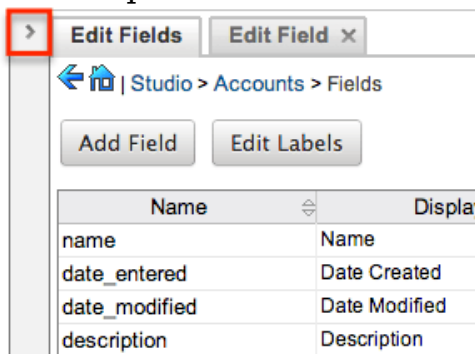 Edit Fields Edit Field ×
| Studio > Accounts > Fields
Add Field Edit Labels
Name Displa
name Name
date_entered Date Created
date_modified Date Modified
description Description